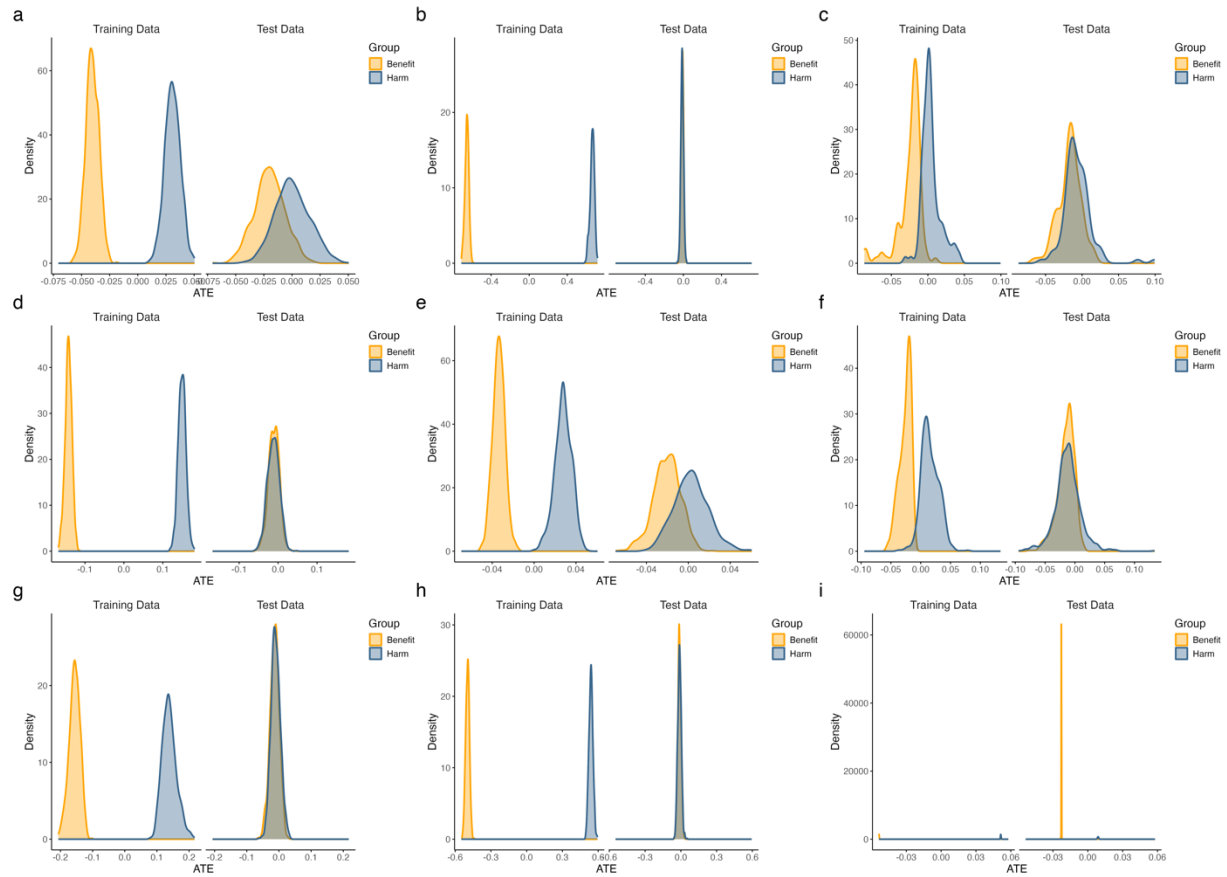 a
Training Data Test Data
Group
Benefit
Harm
Density
60
40
20
0
-0.075 -0.050 -0.025 0.000 0.025 -0.050 -0.025 0.000 0.025 0.050
ATE
b
Training Data Test Data
Group
Benefit
Harm
Density
20
10
0
-0.4 0.0 0.4 -0.4 0.0 0.4
ATE
c
Training Data Test Data
Group
Benefit
Harm
Density
50
40
30
20
10
0
-0.05 0.00 0.05 0.10 -0.05 0.00 0.05 0.10
ATE
d
Training Data Test Data
Group
Benefit
Harm
Density
40
30
20
10
0
-0.1 0.0 0.1 -0.1 0.0 0.1
ATE
e
Training Data Test Data
Group
Benefit
Harm
Density
60
40
20
0
-0.04 0.00 0.04 -0.04 0.00 0.04
ATE
f
Training Data Test Data
Group
Benefit
Harm
Density
40
30
20
10
0
-0.10 -0.05 0.00 0.05 0.10 -0.10 -0.05 0.00 0.05 0.10
ATE
g
Training Data Test Data
Group
Benefit
Harm
Density
20
10
0
-0.2 -0.1 0.0 0.1 0.2 -0.2 -0.1 0.0 0.1 0.2
ATE
h
Training Data Test Data
Group
Benefit
Harm
Density
30
20
10
0
-0.6 -0.3 0.0 0.3 0.6 -0.6 -0.3 0.0 0.3 0.6
ATE
i
Training Data Test Data
Group
Benefit
Harm
Density
60000
40000
20000
0
-0.03 0.00 0.03 0.06 -0.03 0.00 0.03 0.06
ATE